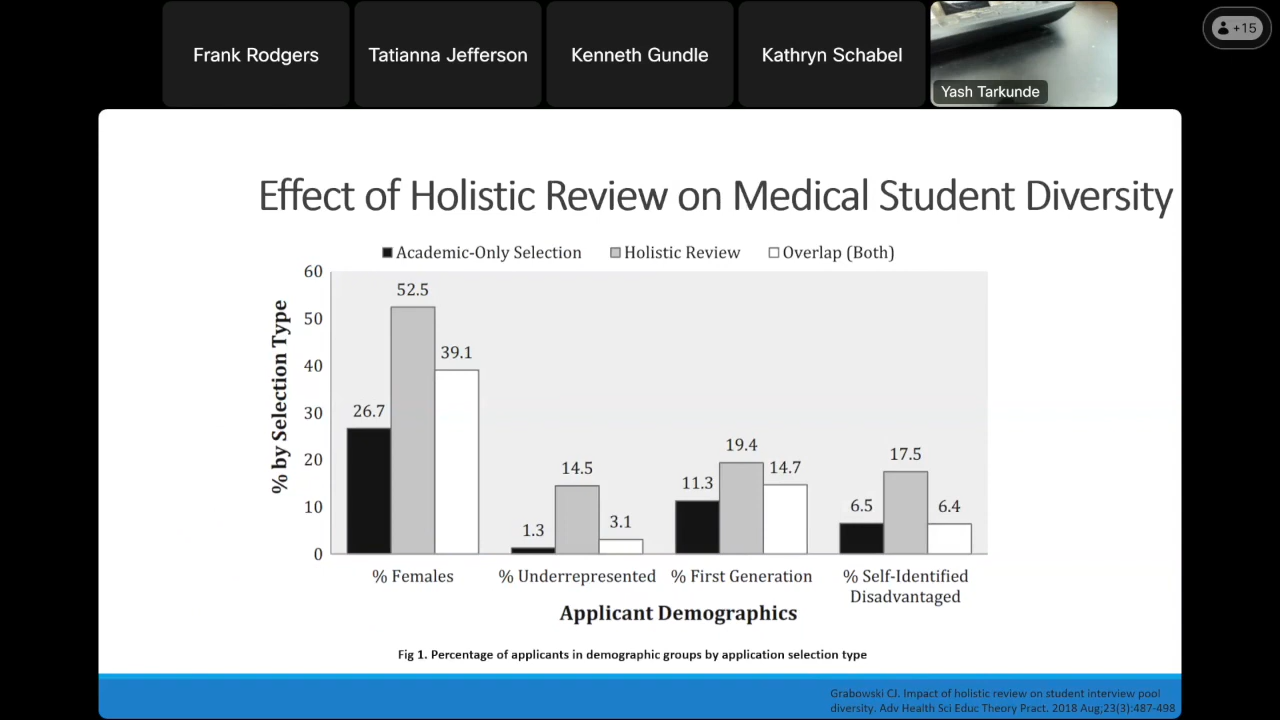 Frank Rodgers
Tatianna Jefferson
Kenneth Gundle
Kathryn Schabel
Yash Tarkunde
+15
Effect of Holistic Review on Medical Student Diversity
Academic-Only Selection Holistic Review Overlap (Both)
% by Selection Type
60
50
40
30
20
10
0
26.7
52.5
39.1
1.3
14.5
3.1
11.3
19.4
14.7
6.5
17.5
6.4
% Females
% Underrepresented
% First Generation
% Self-Identified
Disadvantaged
Applicant Demographics
Fig 1. Percentage of applicants in demographic groups by application selection type
Grabowski CJ. Impact of holistic review on student interview pool
diversity. Adv Health Sci Educ Theory Pract. 2018 Aug;23(3):487-498